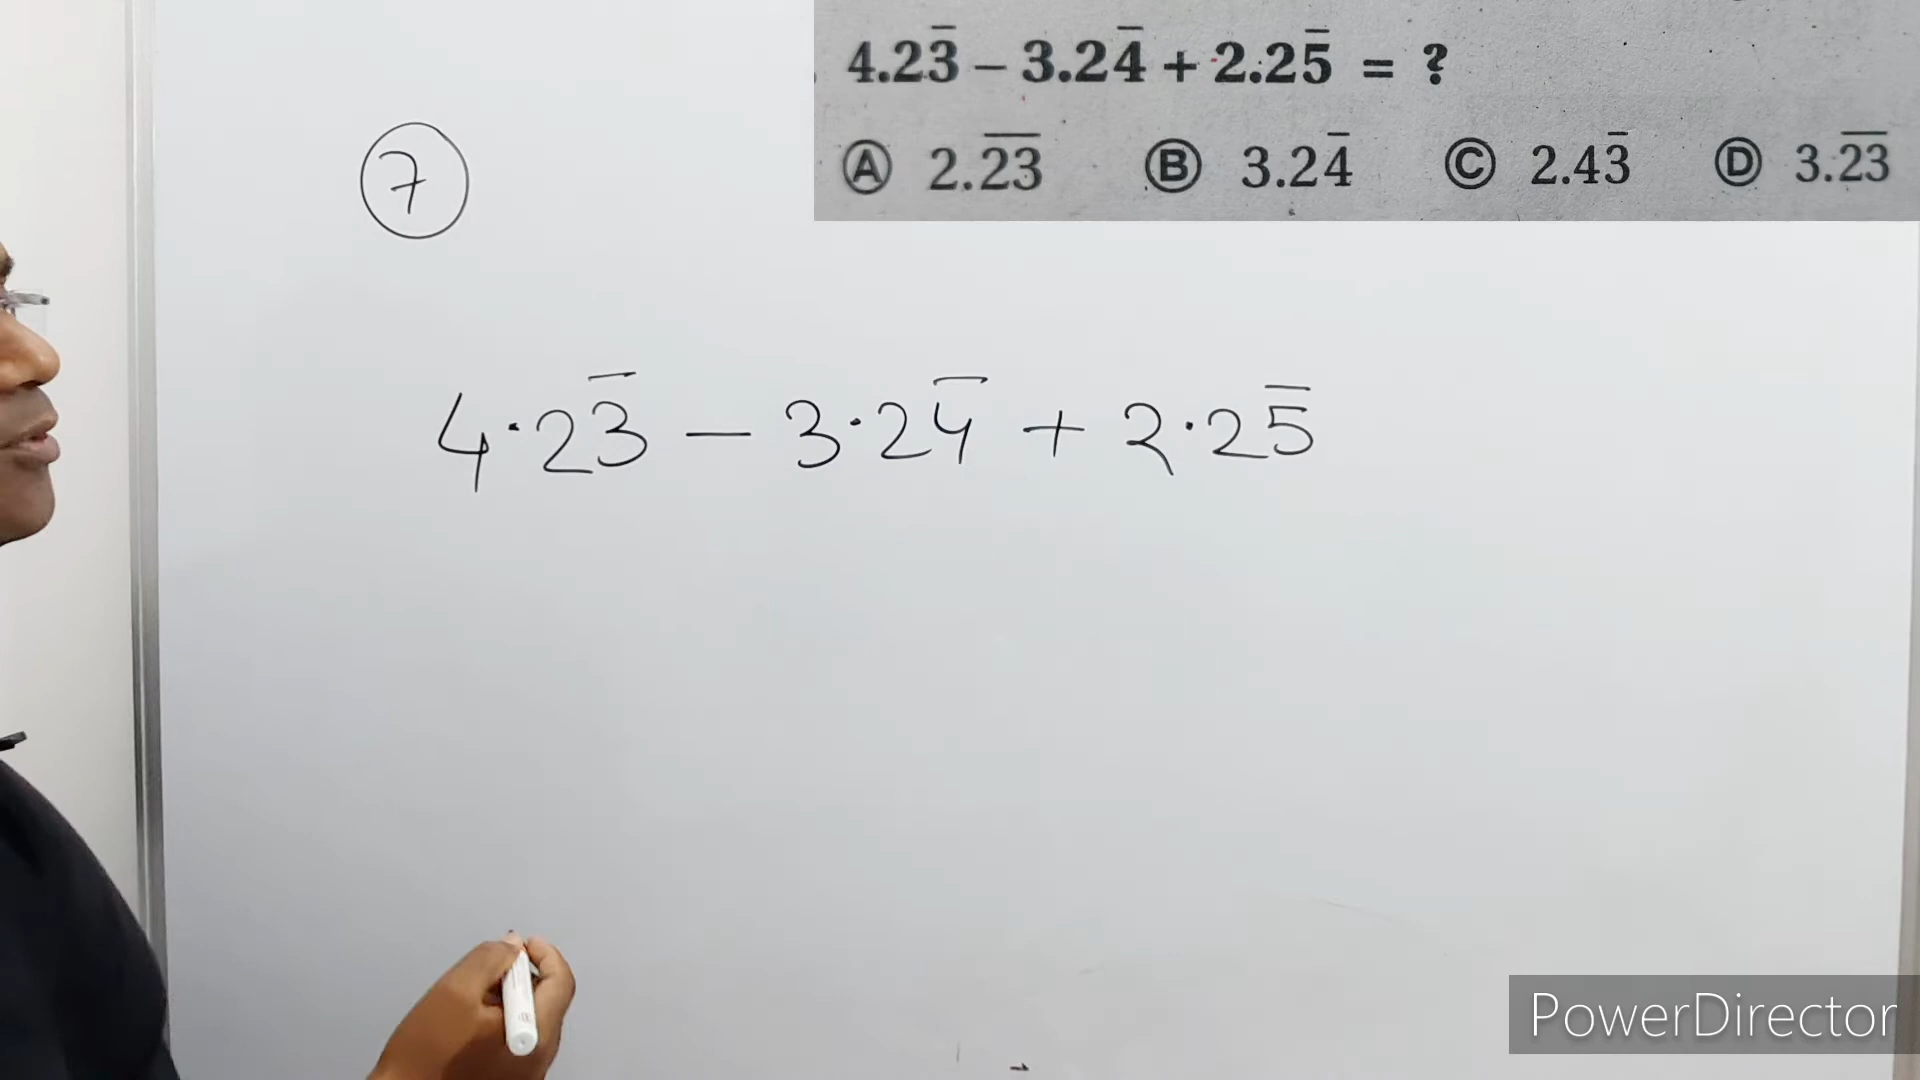 4.23̅ – 3.24̅ + 2.25̅ = ?
Ⓐ 2.2̅3̅ Ⓑ 3.24̅ Ⓒ 2.43̅ Ⓓ 3.2̅3̅
7
4.23̅ – 3.24̅ + 2.25̅
PowerDirector